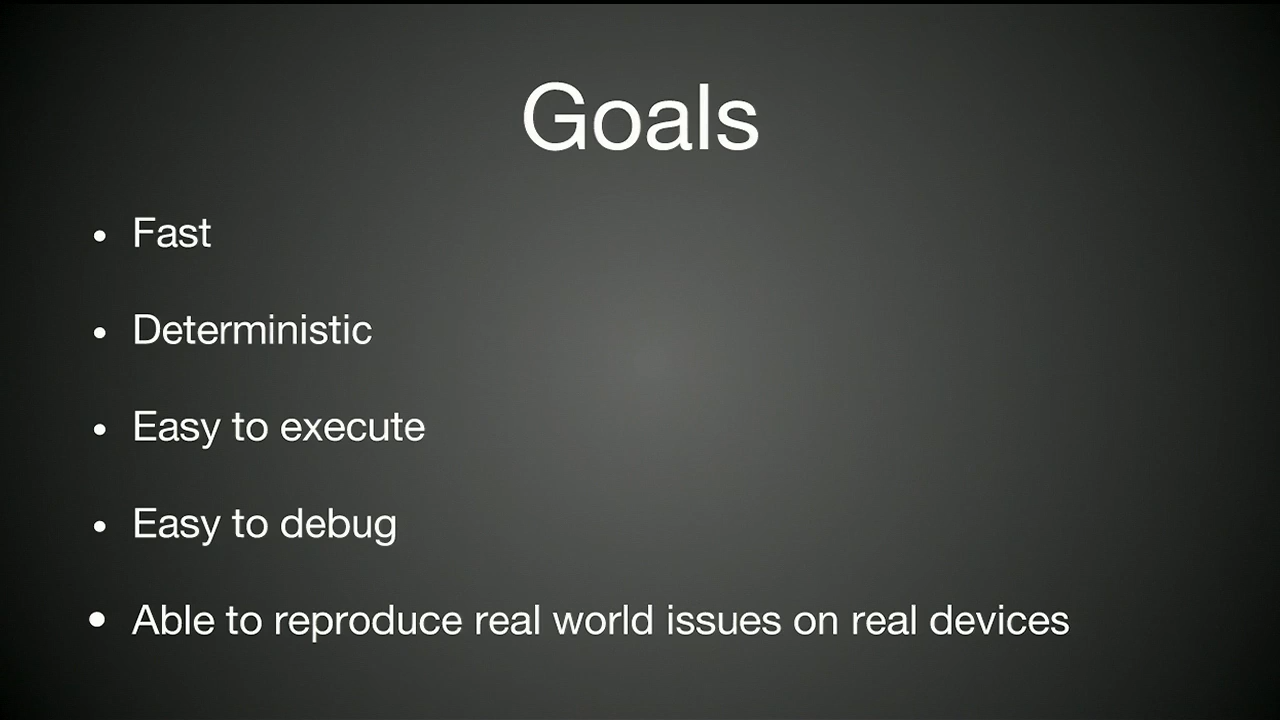 Goals
• Fast
• Deterministic
• Easy to execute
• Easy to debug
• Able to reproduce real world issues on real devices